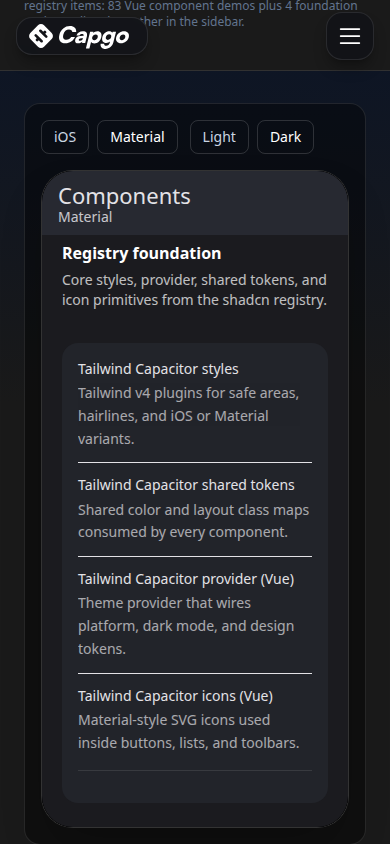 registry items: 83 Vue component demos plus 4 foundation
ther in the sidebar.
Capgo
iOS
Material
Light
Dark
Components
Material
Registry foundation
Core styles, provider, shared tokens, and
icon primitives from the shadcn registry.
Tailwind Capacitor styles
Tailwind v4 plugins for safe areas,
hairlines, and iOS or Material
variants.
Tailwind Capacitor shared tokens
Shared color and layout class maps
consumed by every component.
Tailwind Capacitor provider (Vue)
Theme provider that wires
platform, dark mode, and design
tokens.
Tailwind Capacitor icons (Vue)
Material-style SVG icons used
inside buttons, lists, and toolbars.